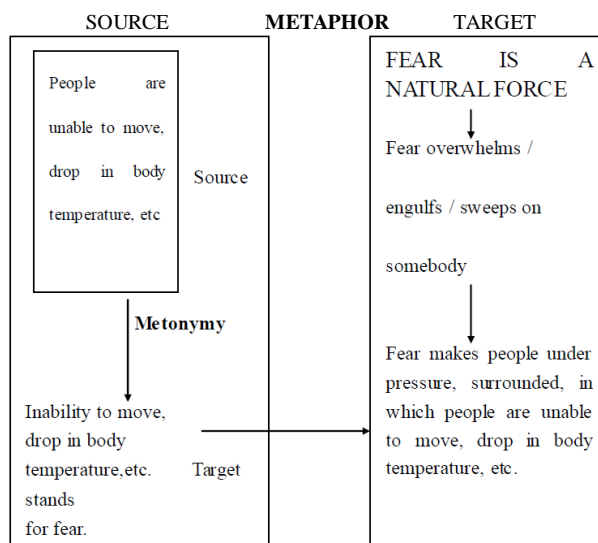 SOURCE METAPHOR TARGET
People are
unable to move,
drop in body
temperature, etc
Source
Metonymy
Inability to move,
drop in body
temperature,etc.
stands
for fear.
Target
FEAR IS A
NATURAL FORCE
Fear overwhelms /
engulfs / sweeps on
somebody
Fear makes people under
pressure, surrounded, in
which people are unable
to move, drop in body
temperature, etc.